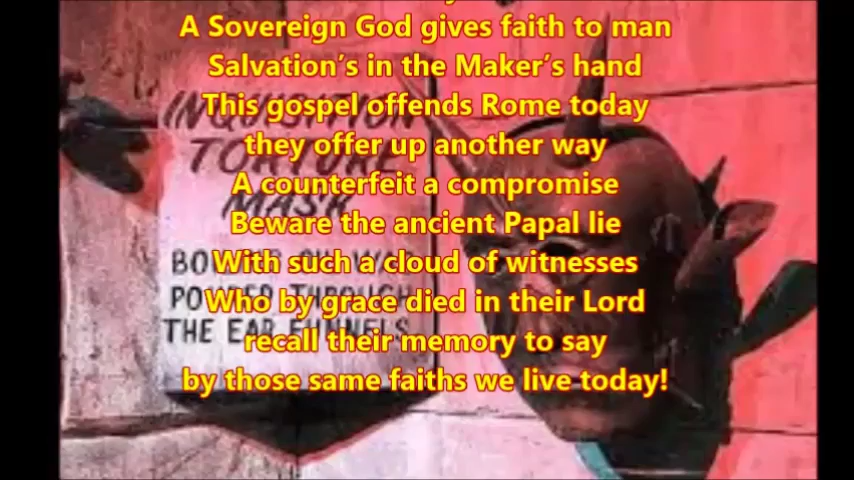 A Sovereign God gives faith to man
Salvation's in the Maker's hand
This gospel offends Rome today
they offer up another way
A counterfeit a compromise
Beware the ancient Papal lie
With such a cloud of witnesses
Who by grace died in their Lord
recall their memory to say
by those same faiths we live today!
INQUISITION
TORTURE
MASK
POWDER THROUGH
THE EAR FUNNELS